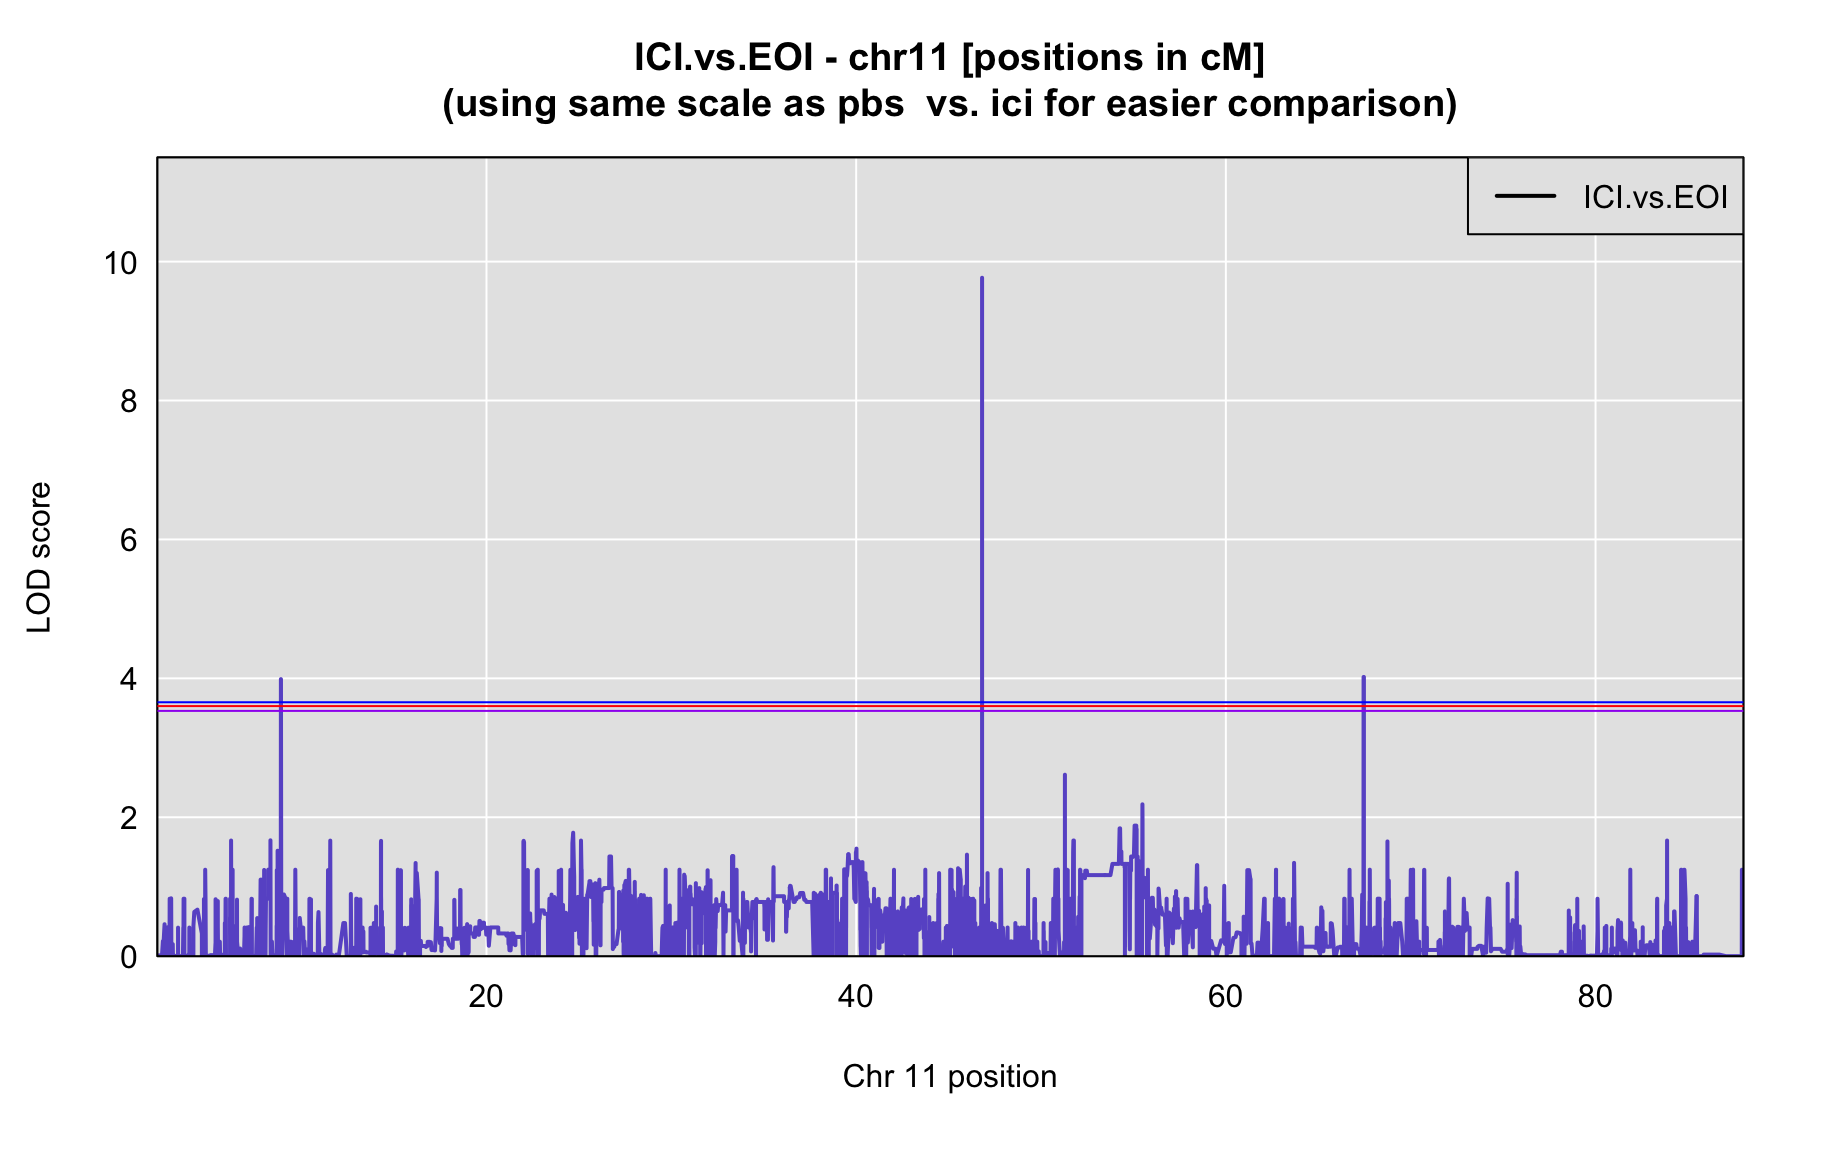 ICI.vs.EOI - chr11 [positions in cM]
(using same scale as pbs  vs. ici for easier comparison)
ICI.vs.EOI
10
8
6
4
2
0
LOD score
20 40 60 80
Chr 11 position